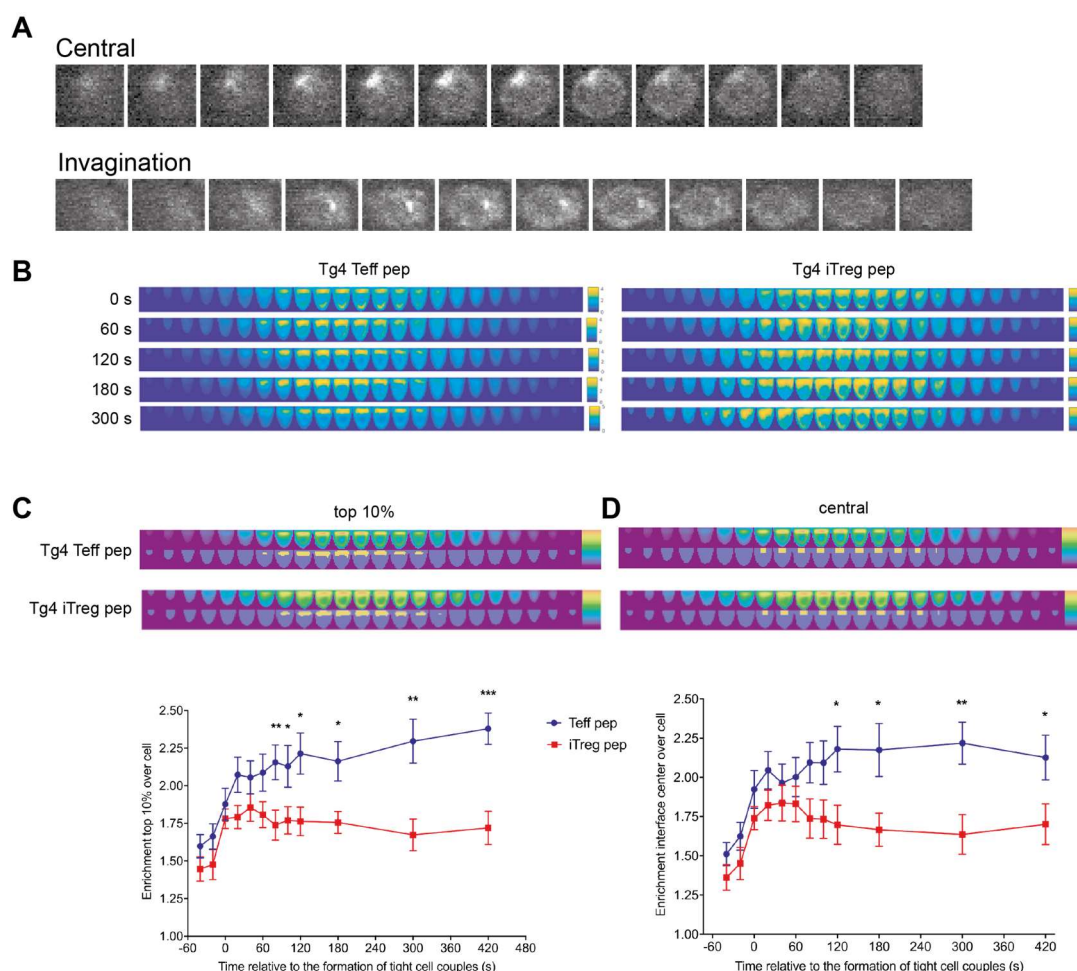 A
Central
Invagination
B
Tg4 Teff pep
Tg4 iTreg pep
0 s
60 s
120 s
180 s
300 s
C
top 10%
D
central
Tg4 Teff pep
Tg4 iTreg pep
2.50
2.25
2.00
1.75
1.50
1.25
1.00
Enrichment top 10% over cell
** * * * ** ***
-60 0 60 120 180 240 300 360 420 480
Time relative to the formation of tight cell couples (s)
Teff pep
iTreg pep
2.50
2.25
2.00
1.75
1.50
1.25
1.00
Enrichment interface center over cell
* * ** *
-60 0 60 120 180 240 300 360 420
Time relative to the formation of tight cell couples (s)